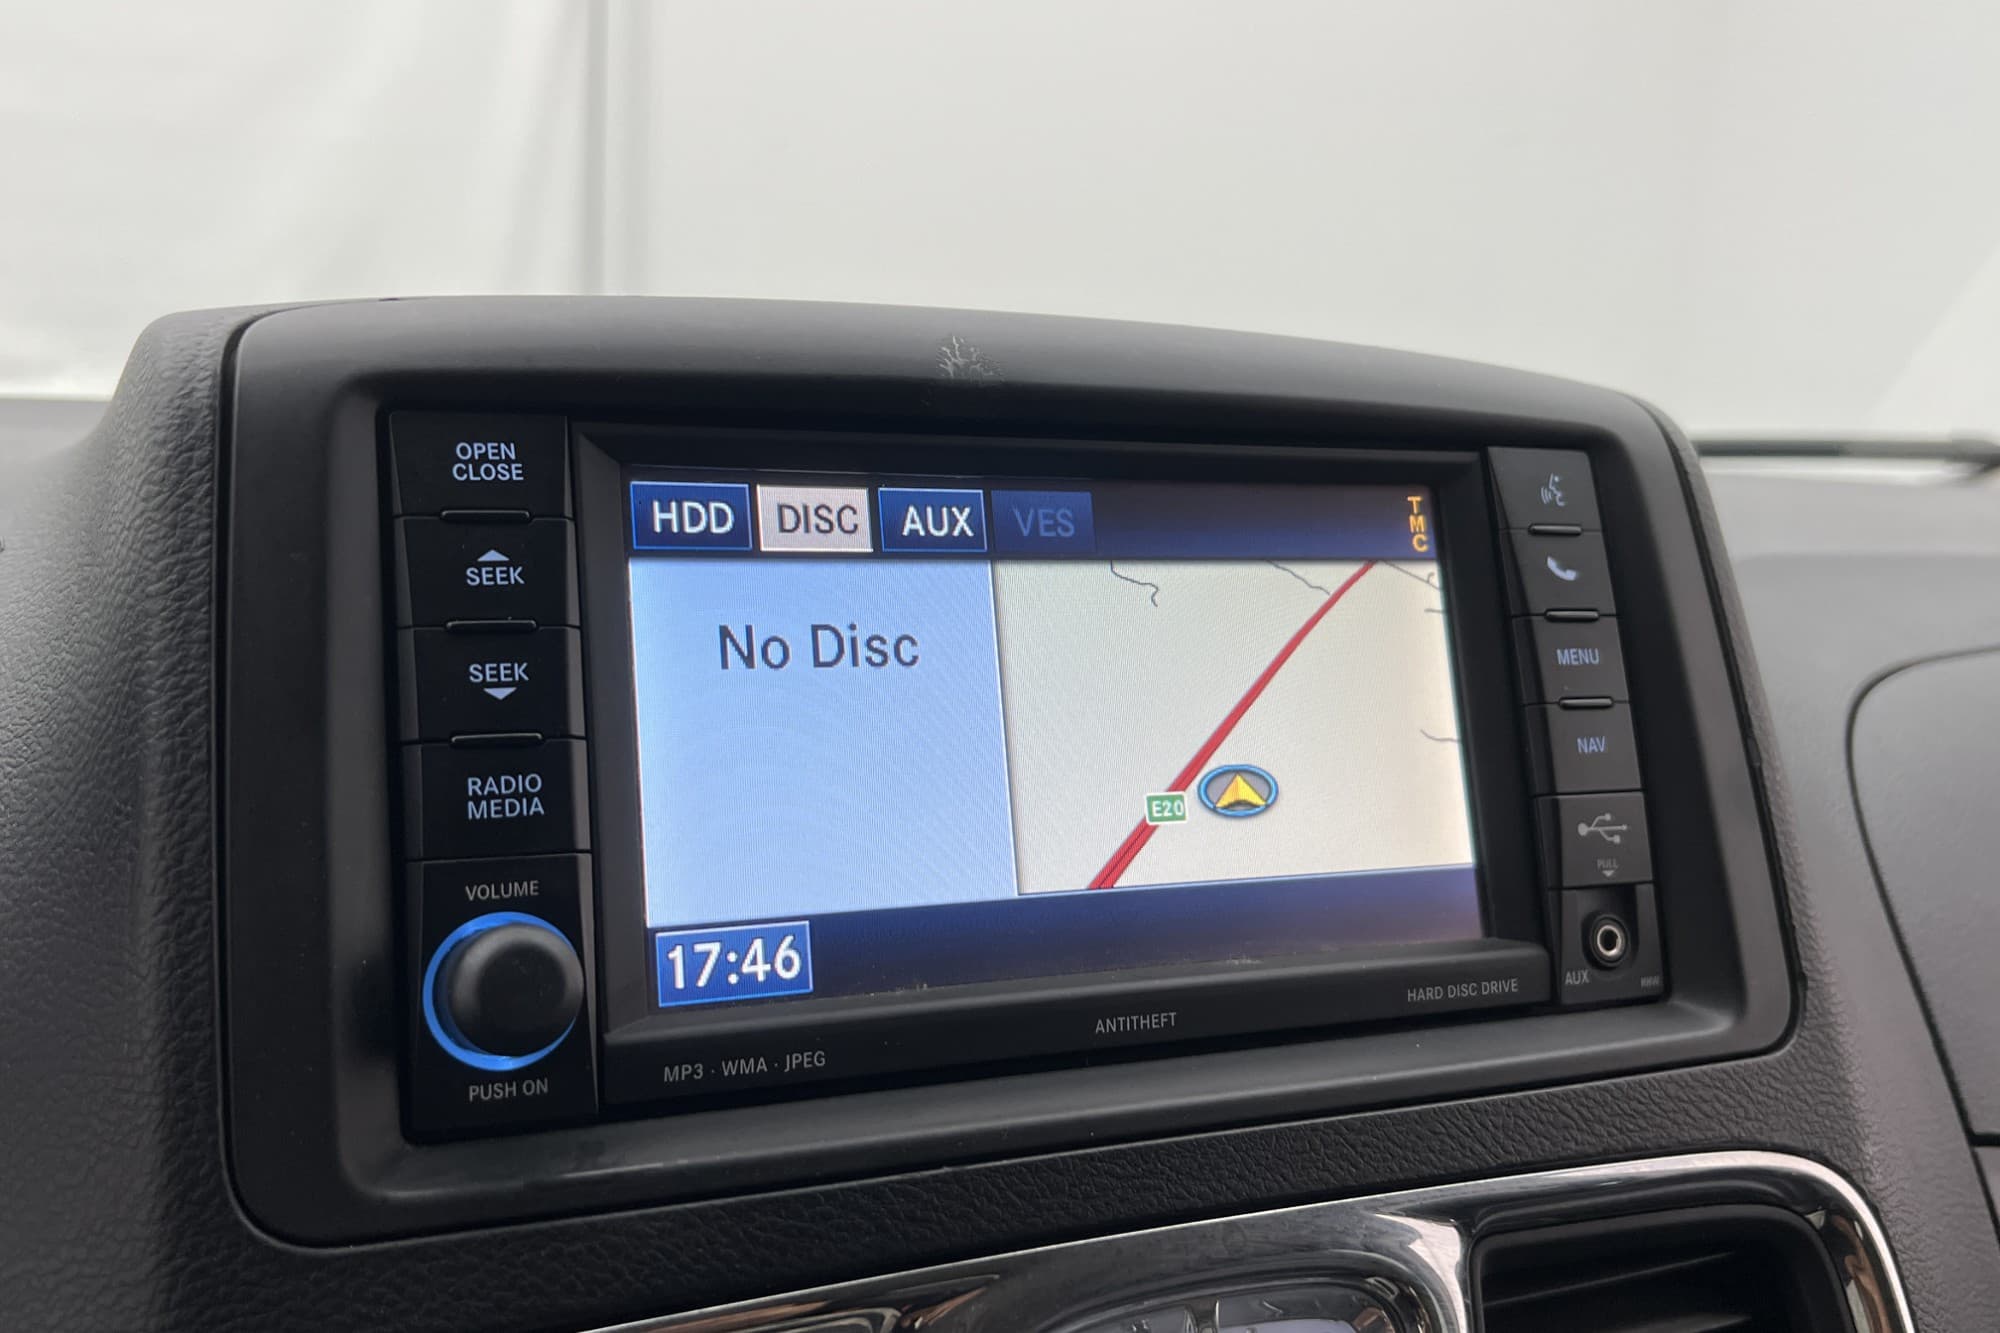 OPEN
CLOSE
SEEK
SEEK
RADIO
MEDIA
VOLUME
PUSH ON
HDD
DISC
AUX
VES
TMC
No Disc
E20
17:46
MP3 · WMA · JPEG
ANTITHEFT
HARD DISC DRIVE
MENU
NAV
PULL
AUX